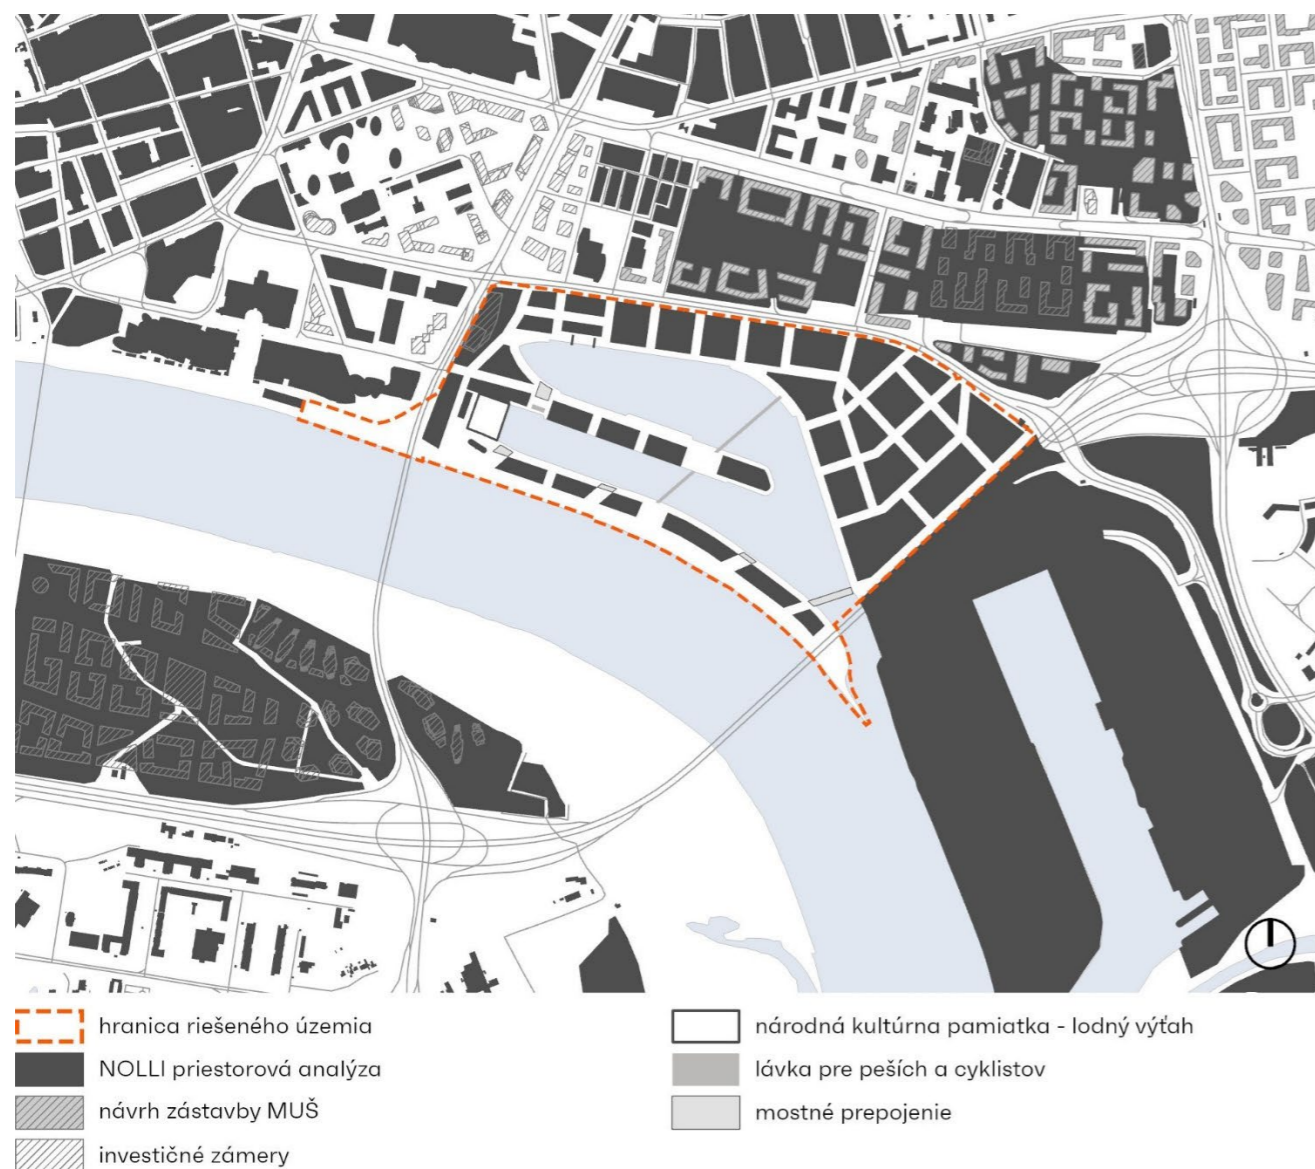 hranica riešeného územia
NOLLI priestorová analýza
návrh zástavby MUŠ
investičné zámery
národná kultúrna pamiatka - lodný výťah
lávka pre peších a cyklistov
mostné prepojenie